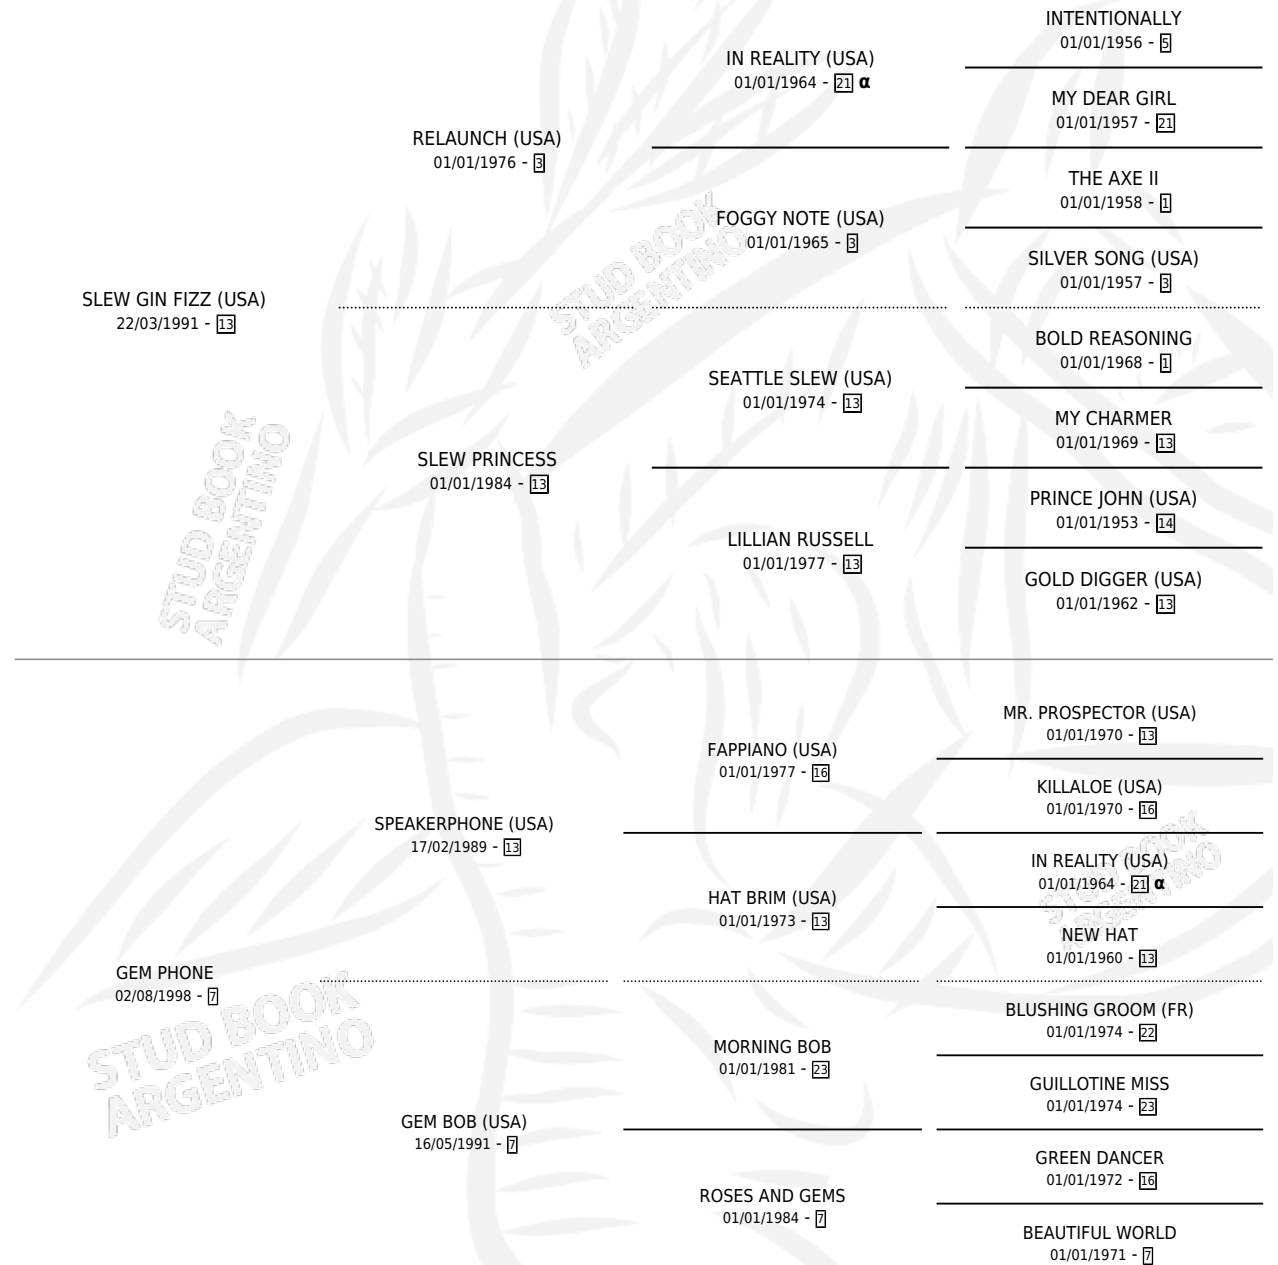 INTENTIONALLY
01/01/1956 - 5
IN REALITY (USA)
01/01/1964 - 21 α
MY DEAR GIRL
01/01/1957 - 21
RELAUNCH (USA)
01/01/1976 - 3
THE AXE II
01/01/1958 - 1
FOGGY NOTE (USA)
01/01/1965 - 3
SILVER SONG (USA)
01/01/1957 - 3
SLEW GIN FIZZ (USA)
22/03/1991 - 13
BOLD REASONING
01/01/1968 - 1
SEATTLE SLEW (USA)
01/01/1974 - 13
MY CHARMER
01/01/1969 - 13
SLEW PRINCESS
01/01/1984 - 13
PRINCE JOHN (USA)
01/01/1953 - 14
LILLIAN RUSSELL
01/01/1977 - 13
GOLD DIGGER (USA)
01/01/1962 - 13
MR. PROSPECTOR (USA)
01/01/1970 - 13
FAPPIANO (USA)
01/01/1977 - 16
KILLALOE (USA)
01/01/1970 - 16
SPEAKERPHONE (USA)
17/02/1989 - 13
IN REALITY (USA)
01/01/1964 - 21 α
HAT BRIM (USA)
01/01/1973 - 13
NEW HAT
01/01/1960 - 13
GEM PHONE
02/08/1998 - 7
BLUSHING GROOM (FR)
01/01/1974 - 22
MORNING BOB
01/01/1981 - 23
GUILLOTINE MISS
01/01/1974 - 23
GEM BOB (USA)
16/05/1991 - 7
GREEN DANCER
01/01/1972 - 16
ROSES AND GEMS
01/01/1984 - 7
BEAUTIFUL WORLD
01/01/1971 - 7
STUD BOOK
ARGENTINO
STUD BOOK
ARGENTINO
STUD BOOK
ARGENTINO
STUD BOOK
ARGENTINO